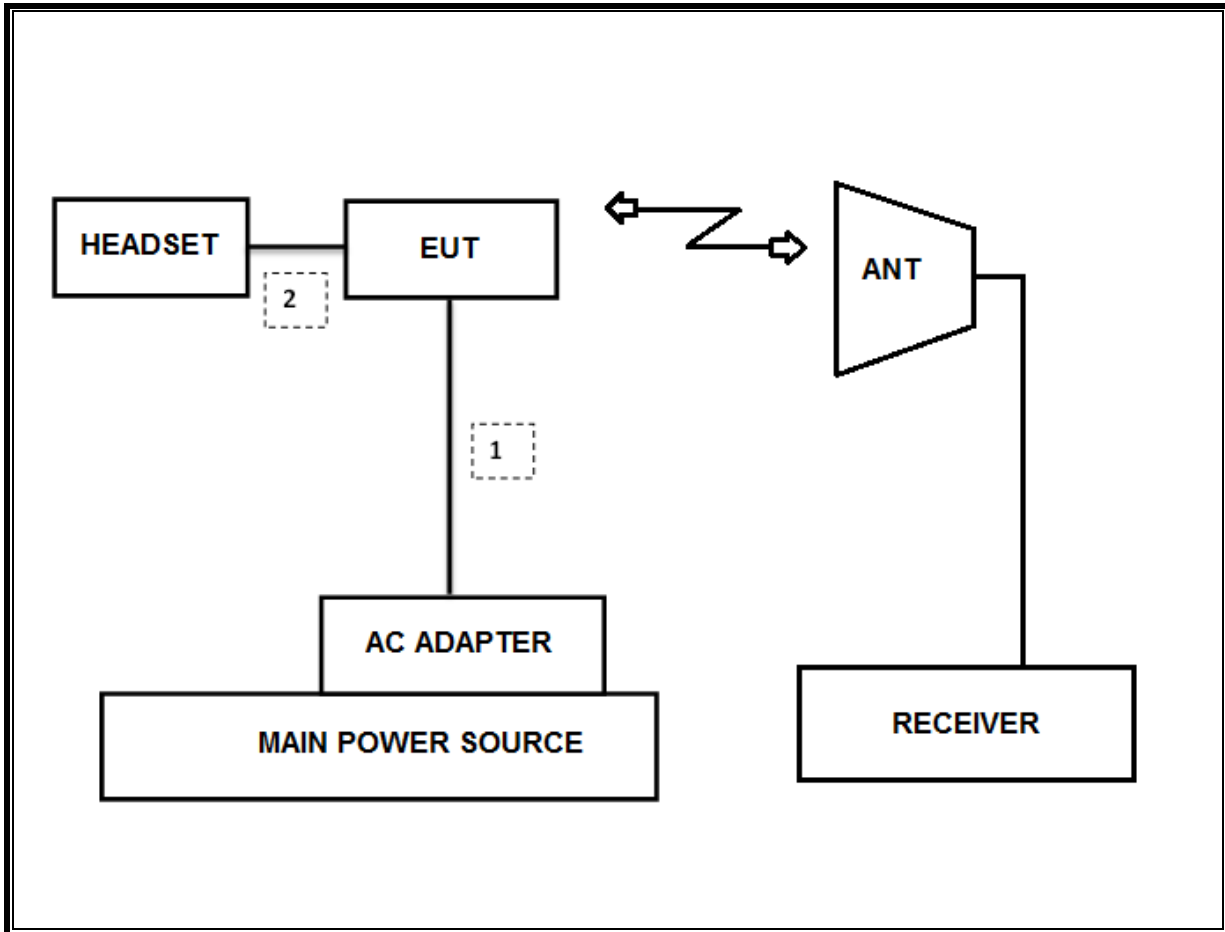 HEADSET
EUT
ANT
2
1
AC ADAPTER
MAIN POWER SOURCE
RECEIVER